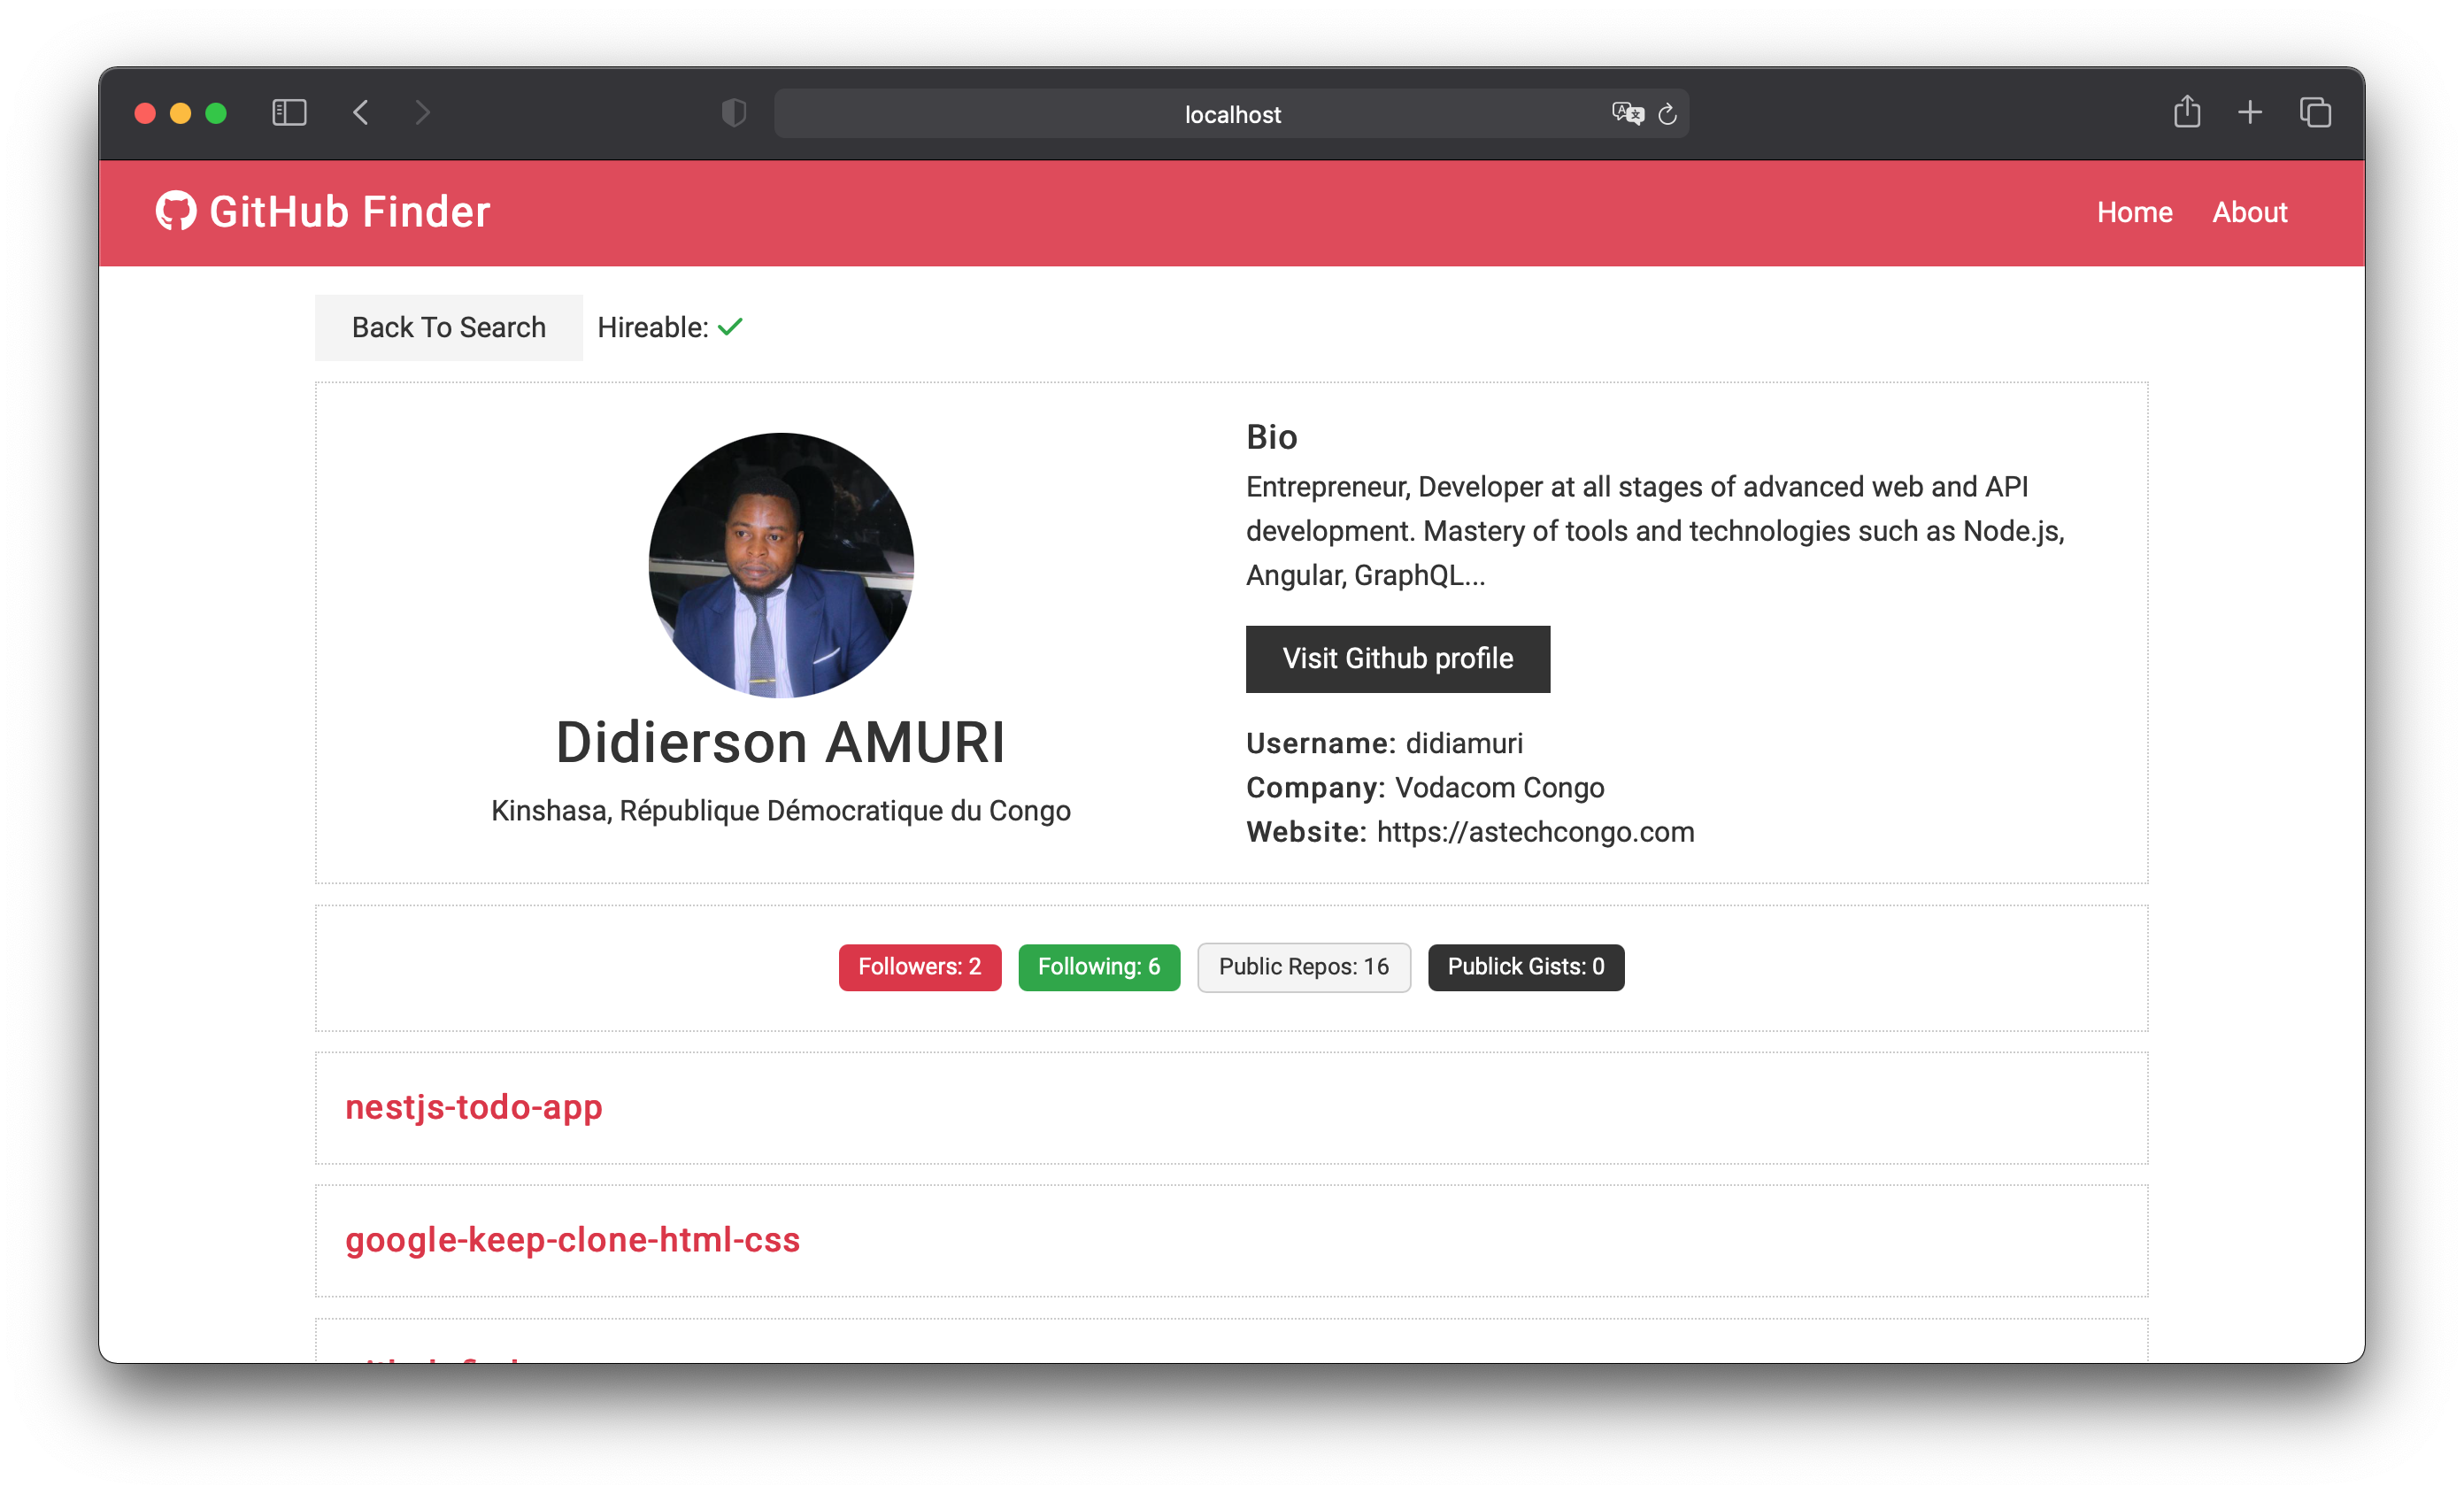 localhost
GitHub Finder
Home About
Back To Search Hireable:
Bio
Entrepreneur, Developer at all stages of advanced web and API
development. Mastery of tools and technologies such as Node.js,
Angular, GraphQL...
Visit Github profile
Didierson AMURI
Kinshasa, République Démocratique du Congo
Username: didiamuri
Company: Vodacom Congo
Website: https://astechcongo.com
Followers: 2 Following: 6 Public Repos: 16 Publick Gists: 0
nestjs-todo-app
google-keep-clone-html-css